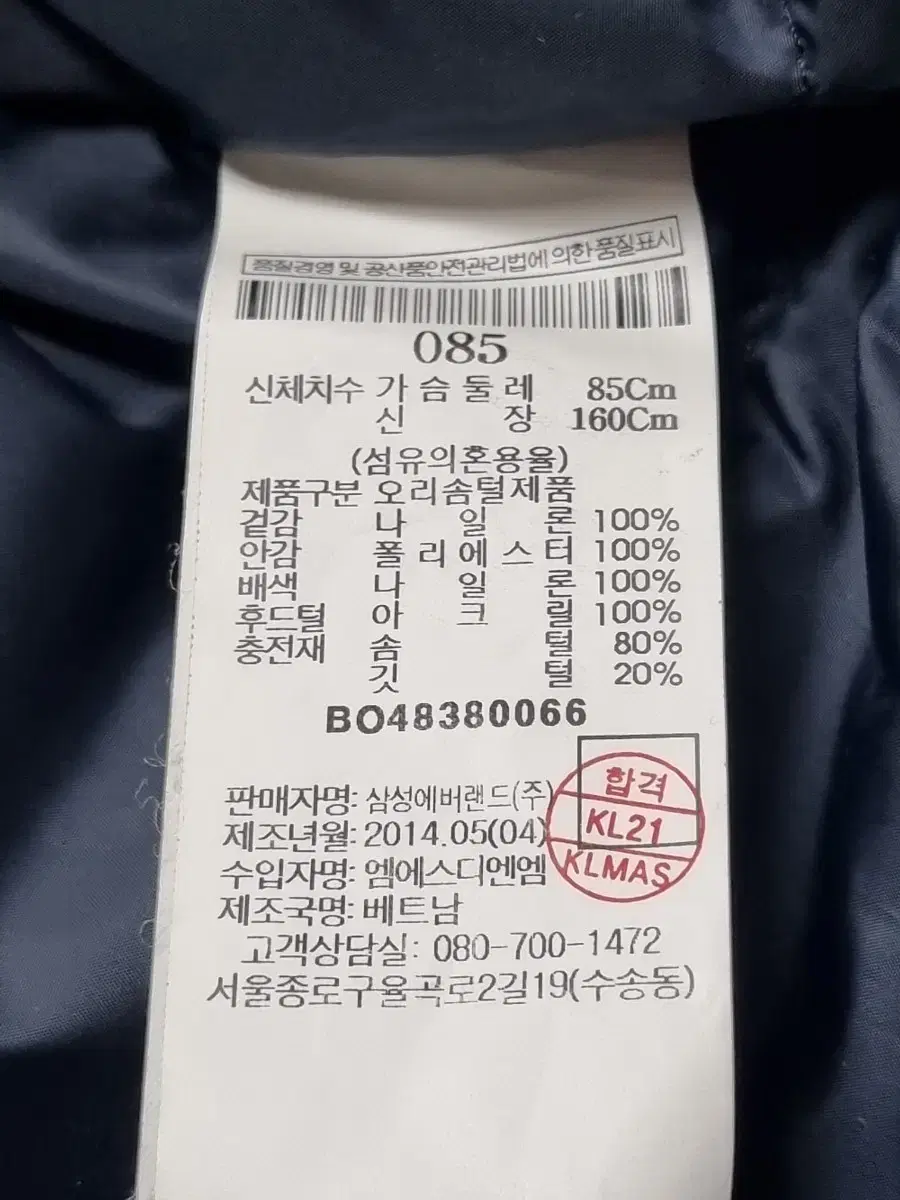 품질경영 및 공산품안전관리법에 의한 품질표시
085
신체치수 가슴둘레 85Cm
신장 160Cm
(섬유의혼용율)
제품구분 오리솜털제품
겉감 나일론 100%
안감 폴리에스터 100%
배색 나일론 100%
후드털 아크릴 100%
충전재 솜털 80%
깃털 20%
BO48380066
판매자명: 삼성에버랜드(주)
제조년월: 2014.05(04)
수입자명: 엠에스디엔엠
제조국명: 베트남
고객상담실: 080-700-1472
서울종로구율곡로2길19(수송동)
합격
KL21
KLMAS